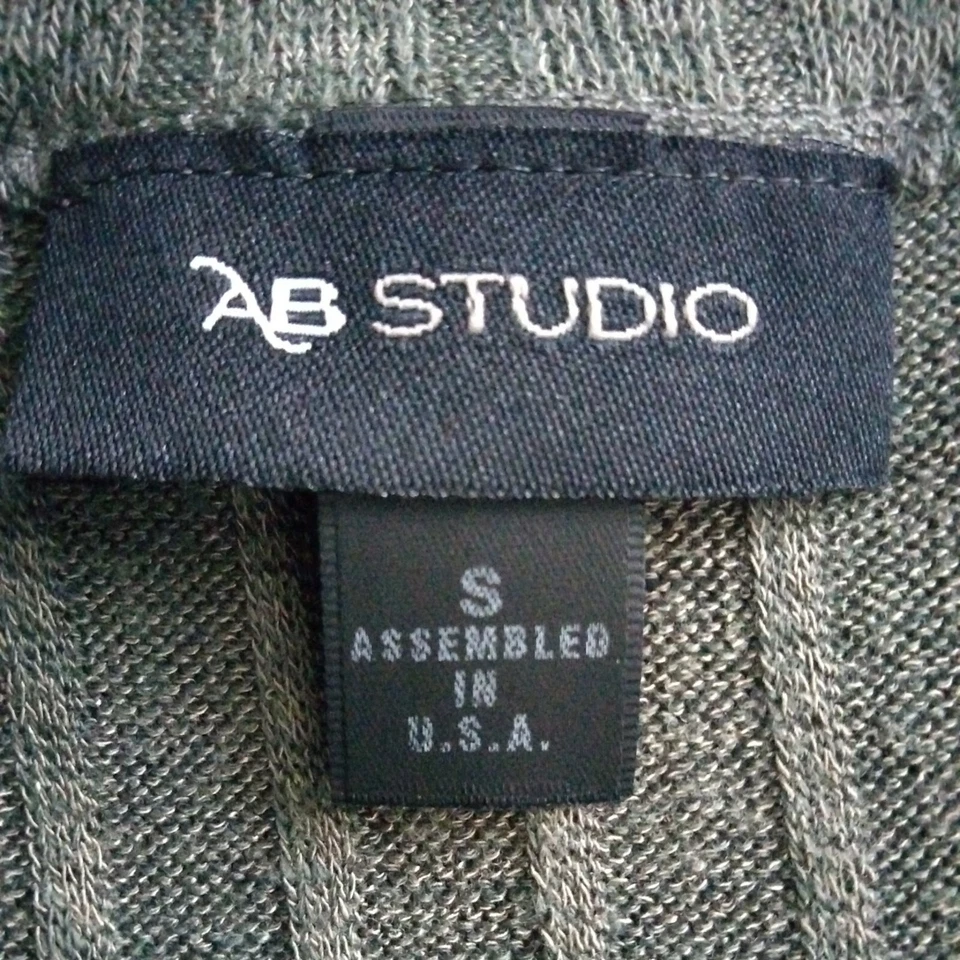 AB STUDIO
S
ASSEMBLED
IN
U.S.A.